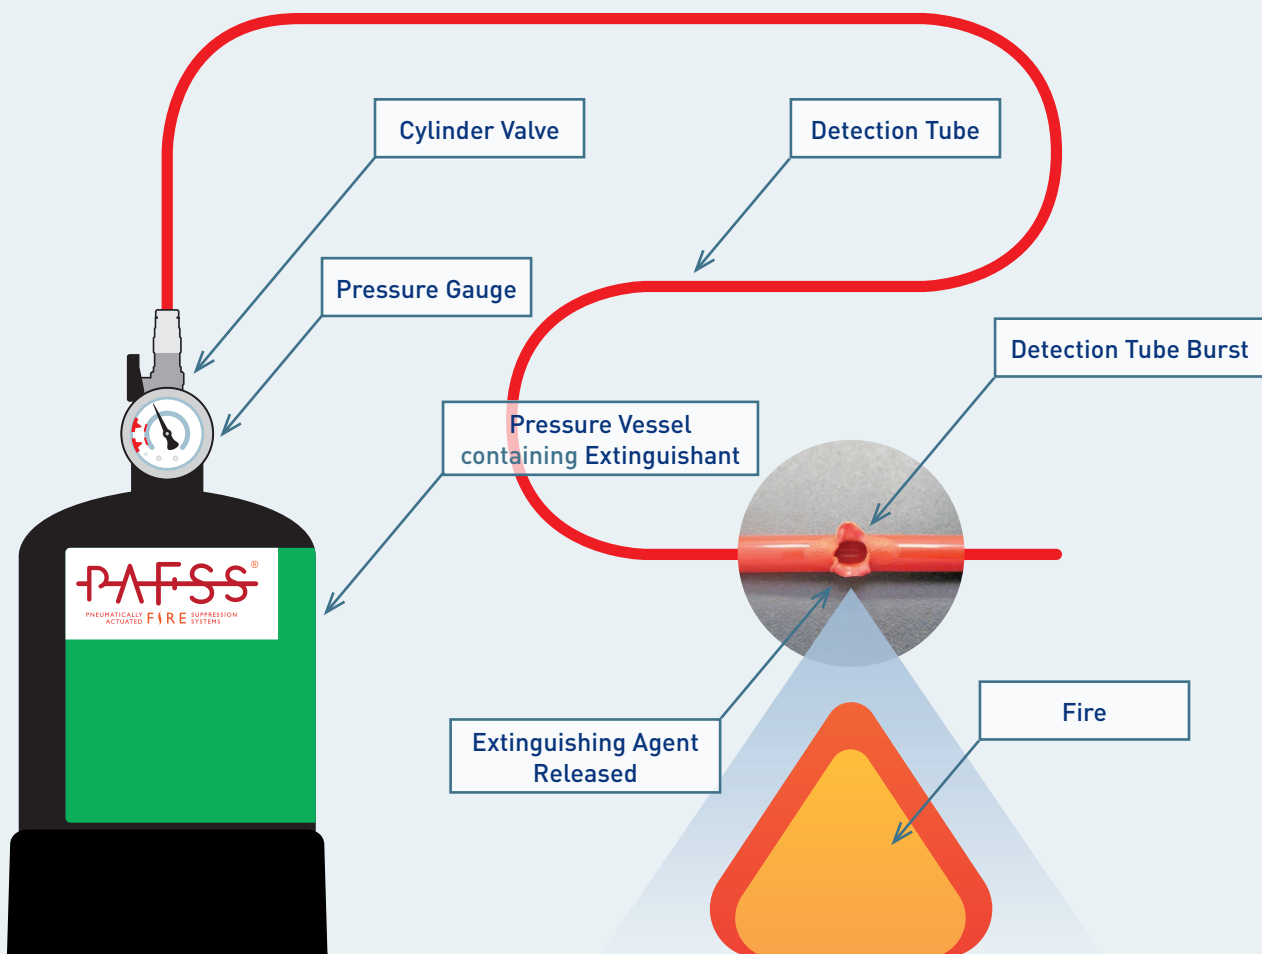 Cylinder Valve
Detection Tube
Pressure Gauge
Detection Tube Burst
Pressure Vessel
containing Extinguishant
PAFSS®
PNEUMATICALLY
ACTUATED
FIRE
SUPPRESSION
SYSTEMS
Fire
Extinguishing Agent
Released